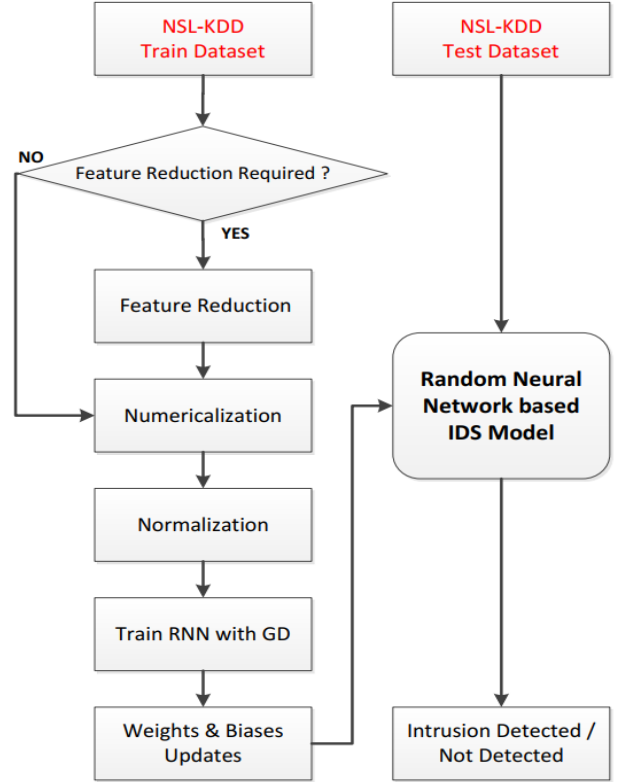 NSL-KDD
Train Dataset
NSL-KDD
Test Dataset
NO
Feature Reduction Required ?
YES
Feature Reduction
Numericalization
Normalization
Train RNN with GD
Weights & Biases
Updates
Random Neural
Network based
IDS Model
Intrusion Detected /
Not Detected